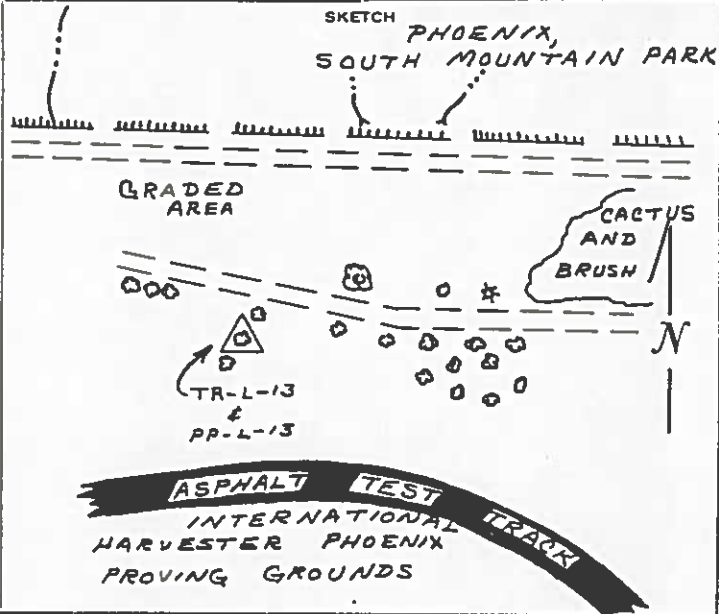 SKETCH
PHOENIX,
SOUTH MOUNTAIN PARK
GRADED
AREA
CACTUS
AND
BRUSH
N
TR-L-13
&
PP-L-13
ASPHALT TEST TRACK
INTERNATIONAL
HARVESTER PHOENIX
PROVING GROUNDS